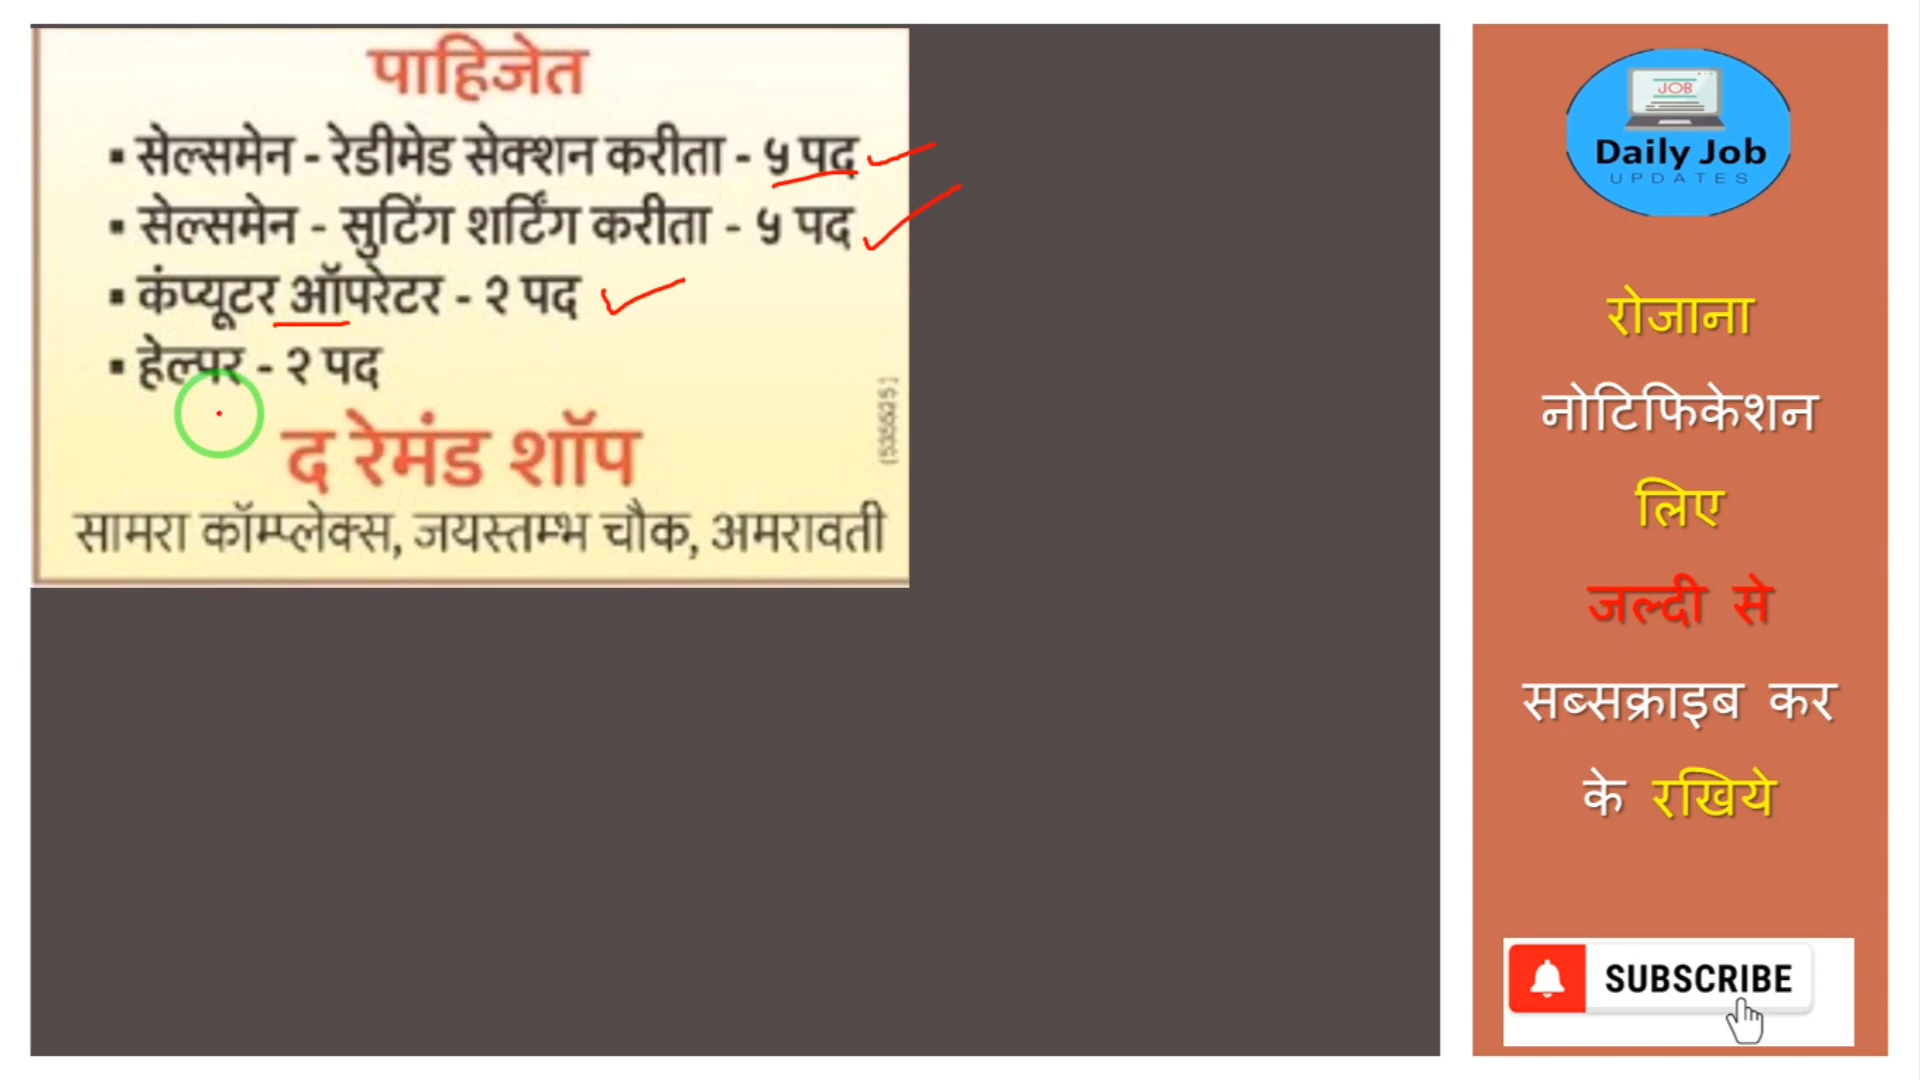 पाहिजेत
▪ सेल्समेन - रेडीमेड सेक्शन करीता - ५ पद
▪ सेल्समेन - सुटिंग शर्टिंग करीता - ५ पद
▪ कंप्यूटर ऑपरेटर - २ पद
▪ हेल्पर - २ पद
द रेमंड शॉप
सामरा कॉम्प्लेक्स, जयस्तम्भ चौक, अमरावती
JOB
Daily Job
UPDATES
रोजाना
नोटिफिकेशन
लिए
जल्दी से
सब्सक्राइब कर
के रखिये
SUBSCRIBE